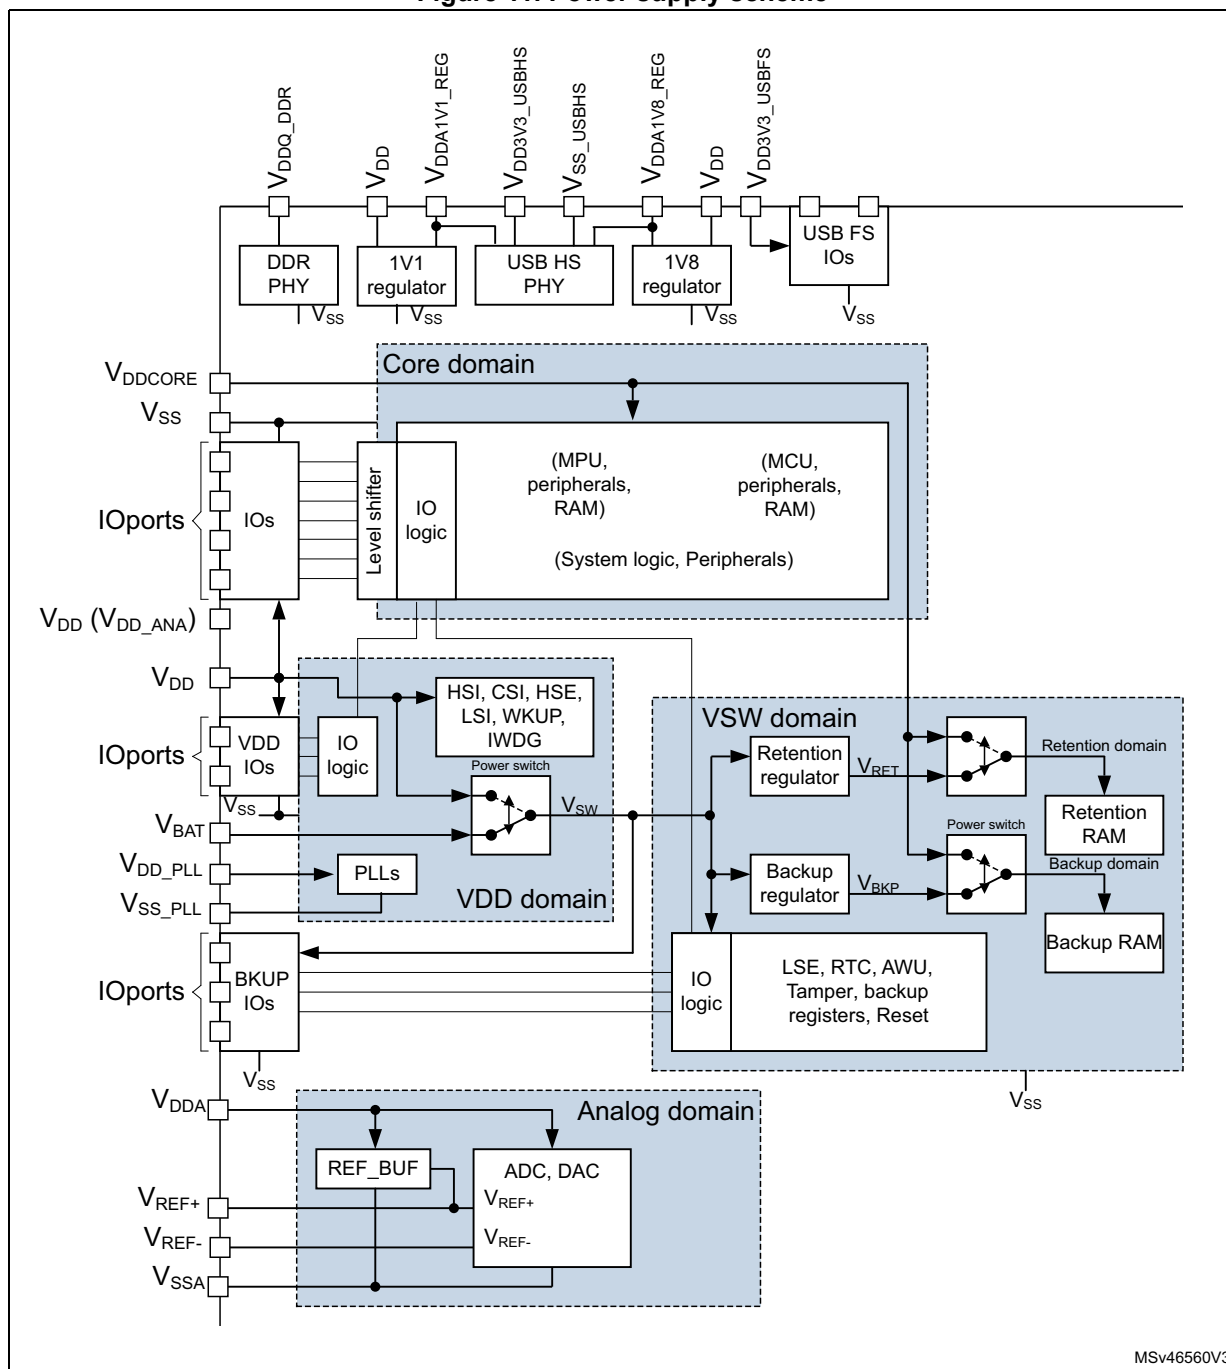 Figure 11. Power supply scheme
VDDQ_DDR
VDD
VDDA1V1_REG
VDD3V3_USBHS
VSS_USBHS
VDDA1V8_REG
VDD
VDD3V3_USBFS
DDR
PHY
1V1
regulator
USB HS
PHY
1V8
regulator
USB FS
IOs
VSS
VSS
VSS
VSS
Core domain
VDDCORE
VSS
IOports
IOs
Level shifter
IO
logic
(MPU,
peripherals,
RAM)
(MCU,
peripherals,
RAM)
(System logic, Peripherals)
VDD (VDD_ANA)
VDD
IOports
VDD
IOs
IO
logic
HSI, CSI, HSE,
LSI, WKUP,
IWDG
Power switch
VSW
VSS
VBAT
VDD_PLL
PLLs
VSS_PLL
VDD domain
VSW domain
Retention
regulator
VRET
Retention domain
Retention
RAM
Power switch
Backup
regulator
VBKP
Backup domain
Backup RAM
IOports
BKUP
IOs
VSS
IO
logic
LSE, RTC, AWU,
Tamper, backup
registers, Reset
VSS
VDDA
Analog domain
REF_BUF
ADC, DAC
VREF+
VREF+
VREF-
VREF-
VSSA
MSv46560V3